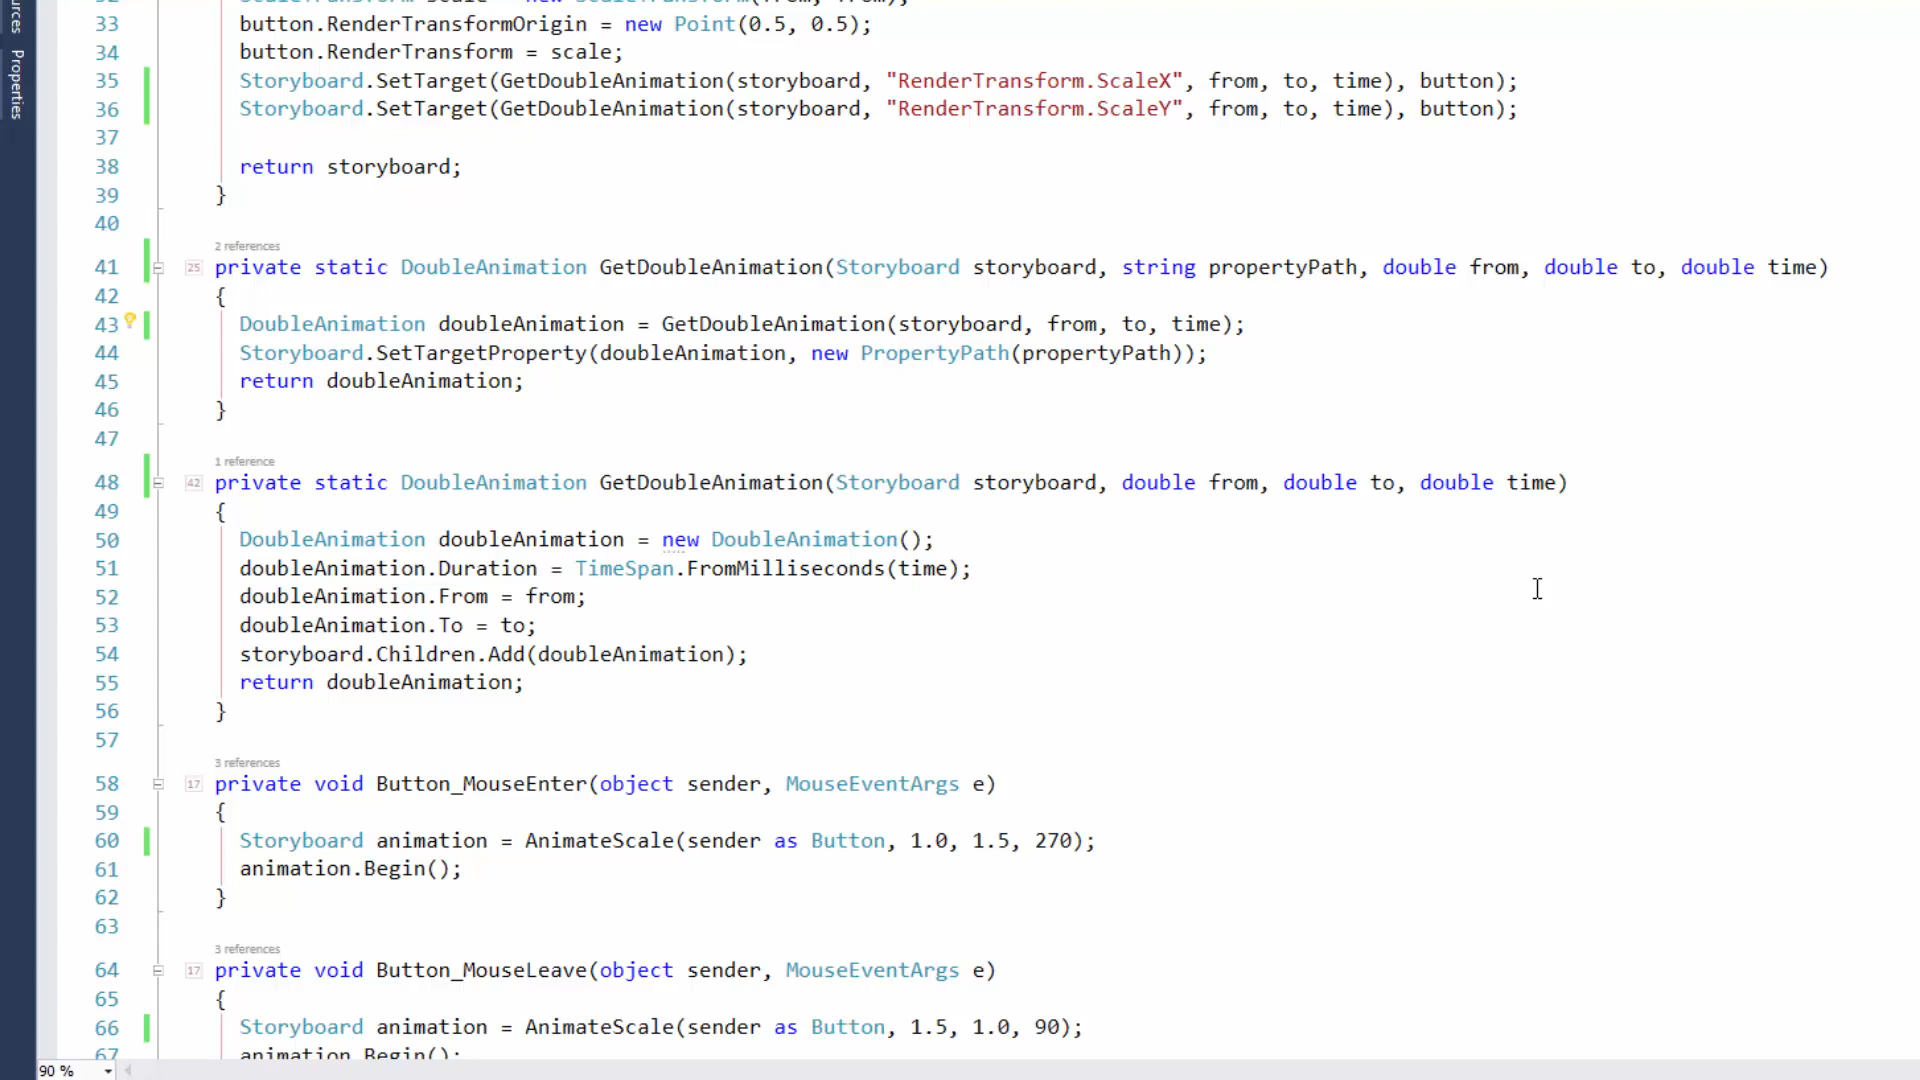 urces
Properties
33 button.RenderTransformOrigin = new Point(0.5, 0.5);
34 button.RenderTransform = scale;
35 Storyboard.SetTarget(GetDoubleAnimation(storyboard, "RenderTransform.ScaleX", from, to, time), button);
36 Storyboard.SetTarget(GetDoubleAnimation(storyboard, "RenderTransform.ScaleY", from, to, time), button);
37
38 return storyboard;
39 }
40
2 references
41 25 private static DoubleAnimation GetDoubleAnimation(Storyboard storyboard, string propertyPath, double from, double to, double time)
42 {
43 DoubleAnimation doubleAnimation = GetDoubleAnimation(storyboard, from, to, time);
44 Storyboard.SetTargetProperty(doubleAnimation, new PropertyPath(propertyPath));
45 return doubleAnimation;
46 }
47
1 reference
48 42 private static DoubleAnimation GetDoubleAnimation(Storyboard storyboard, double from, double to, double time)
49 {
50 DoubleAnimation doubleAnimation = new DoubleAnimation();
51 doubleAnimation.Duration = TimeSpan.FromMilliseconds(time);
52 doubleAnimation.From = from;
53 doubleAnimation.To = to;
54 storyboard.Children.Add(doubleAnimation);
55 return doubleAnimation;
56 }
57
3 references
58 17 private void Button_MouseEnter(object sender, MouseEventArgs e)
59 {
60 Storyboard animation = AnimateScale(sender as Button, 1.0, 1.5, 270);
61 animation.Begin();
62 }
63
3 references
64 17 private void Button_MouseLeave(object sender, MouseEventArgs e)
65 {
66 Storyboard animation = AnimateScale(sender as Button, 1.5, 1.0, 90);
67 animation.Begin();
90 %